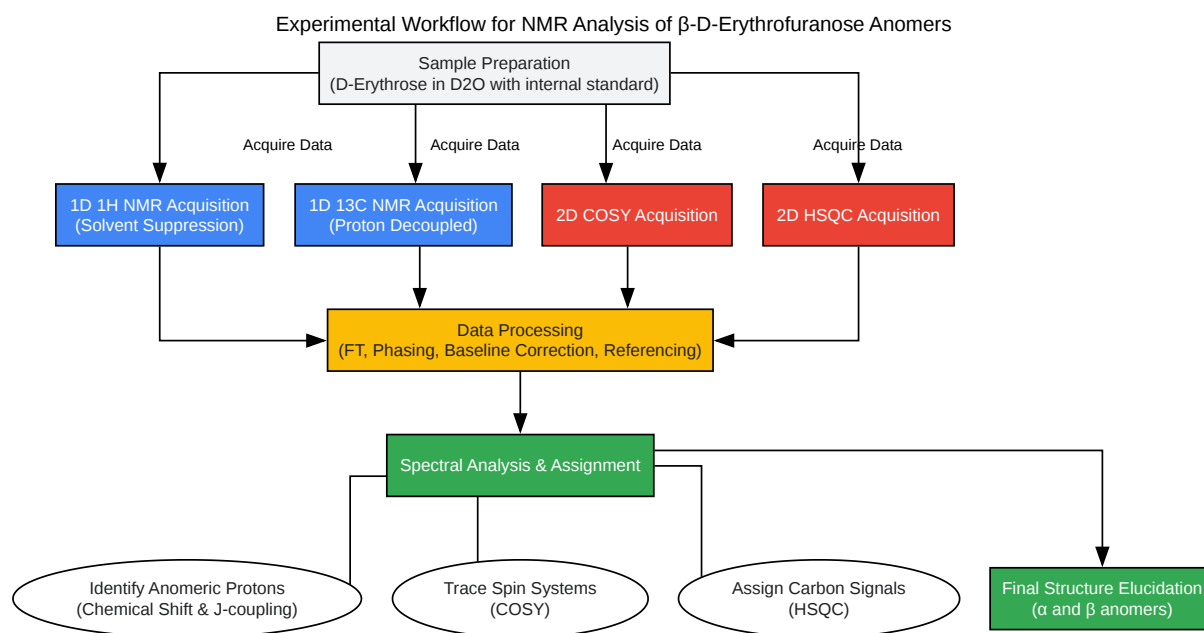 Experimental Workflow for NMR Analysis of β-D-Erythrofuranose Anomers
Sample Preparation
(D-Erythrose in D2O with internal standard)
Acquire Data
Acquire Data
Acquire Data
Acquire Data
1D 1H NMR Acquisition
(Solvent Suppression)
1D 13C NMR Acquisition
(Proton Decoupled)
2D COSY Acquisition
2D HSQC Acquisition
Data Processing
(FT, Phasing, Baseline Correction, Referencing)
Spectral Analysis & Assignment
Identify Anomeric Protons
(Chemical Shift & J-coupling)
Trace Spin Systems
(COSY)
Assign Carbon Signals
(HSQC)
Final Structure Elucidation
(α and β anomers)